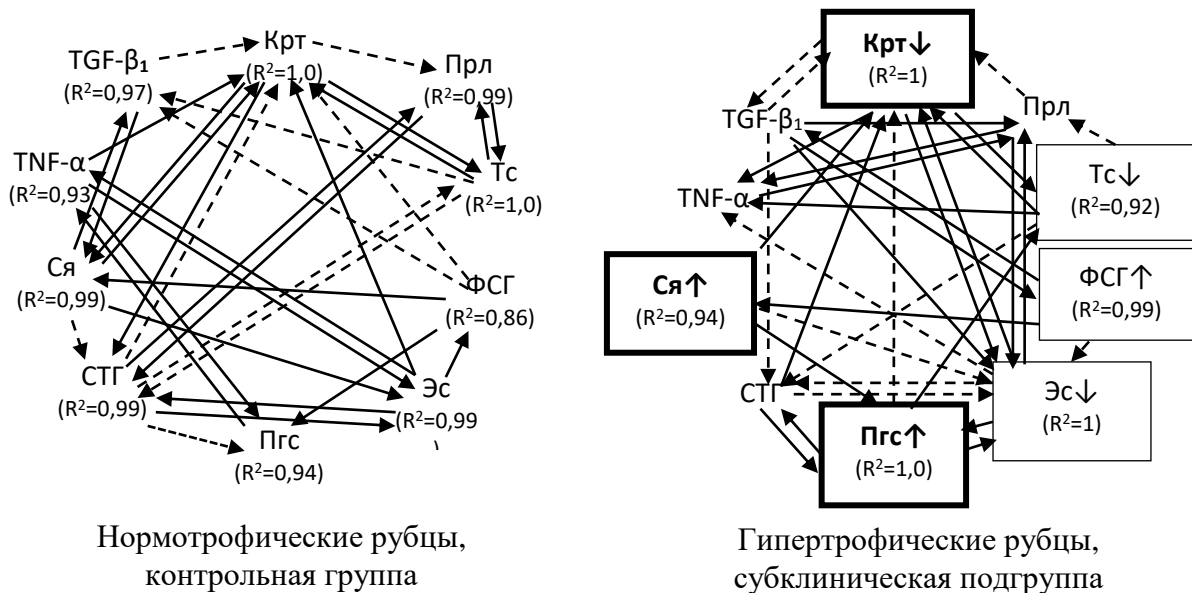 Крт
(R²=1,0)
TGF-β₁
(R²=0,97)
Прл
(R²=0,99)
TNF-α
(R²=0,93
Тс
(R²=1,0)
Ся
(R²=0,99)
ФСГ
(R²=0,86)
СТГ
(R²=0,99)
Эс
(R²=0,99
Пгс
(R²=0,94)
Нормотрофические рубцы,
контрольная группа
Крт↓
(R²=1)
TGF-β₁
Прл
TNF-α
Тс↓
(R²=0,92)
Ся↑
(R²=0,94)
ФСГ↑
(R²=0,99)
СТГ
Эс↓
(R²=1)
Пгс↑
(R²=1,0)
Гипертрофические рубцы,
субклиническая подгруппа